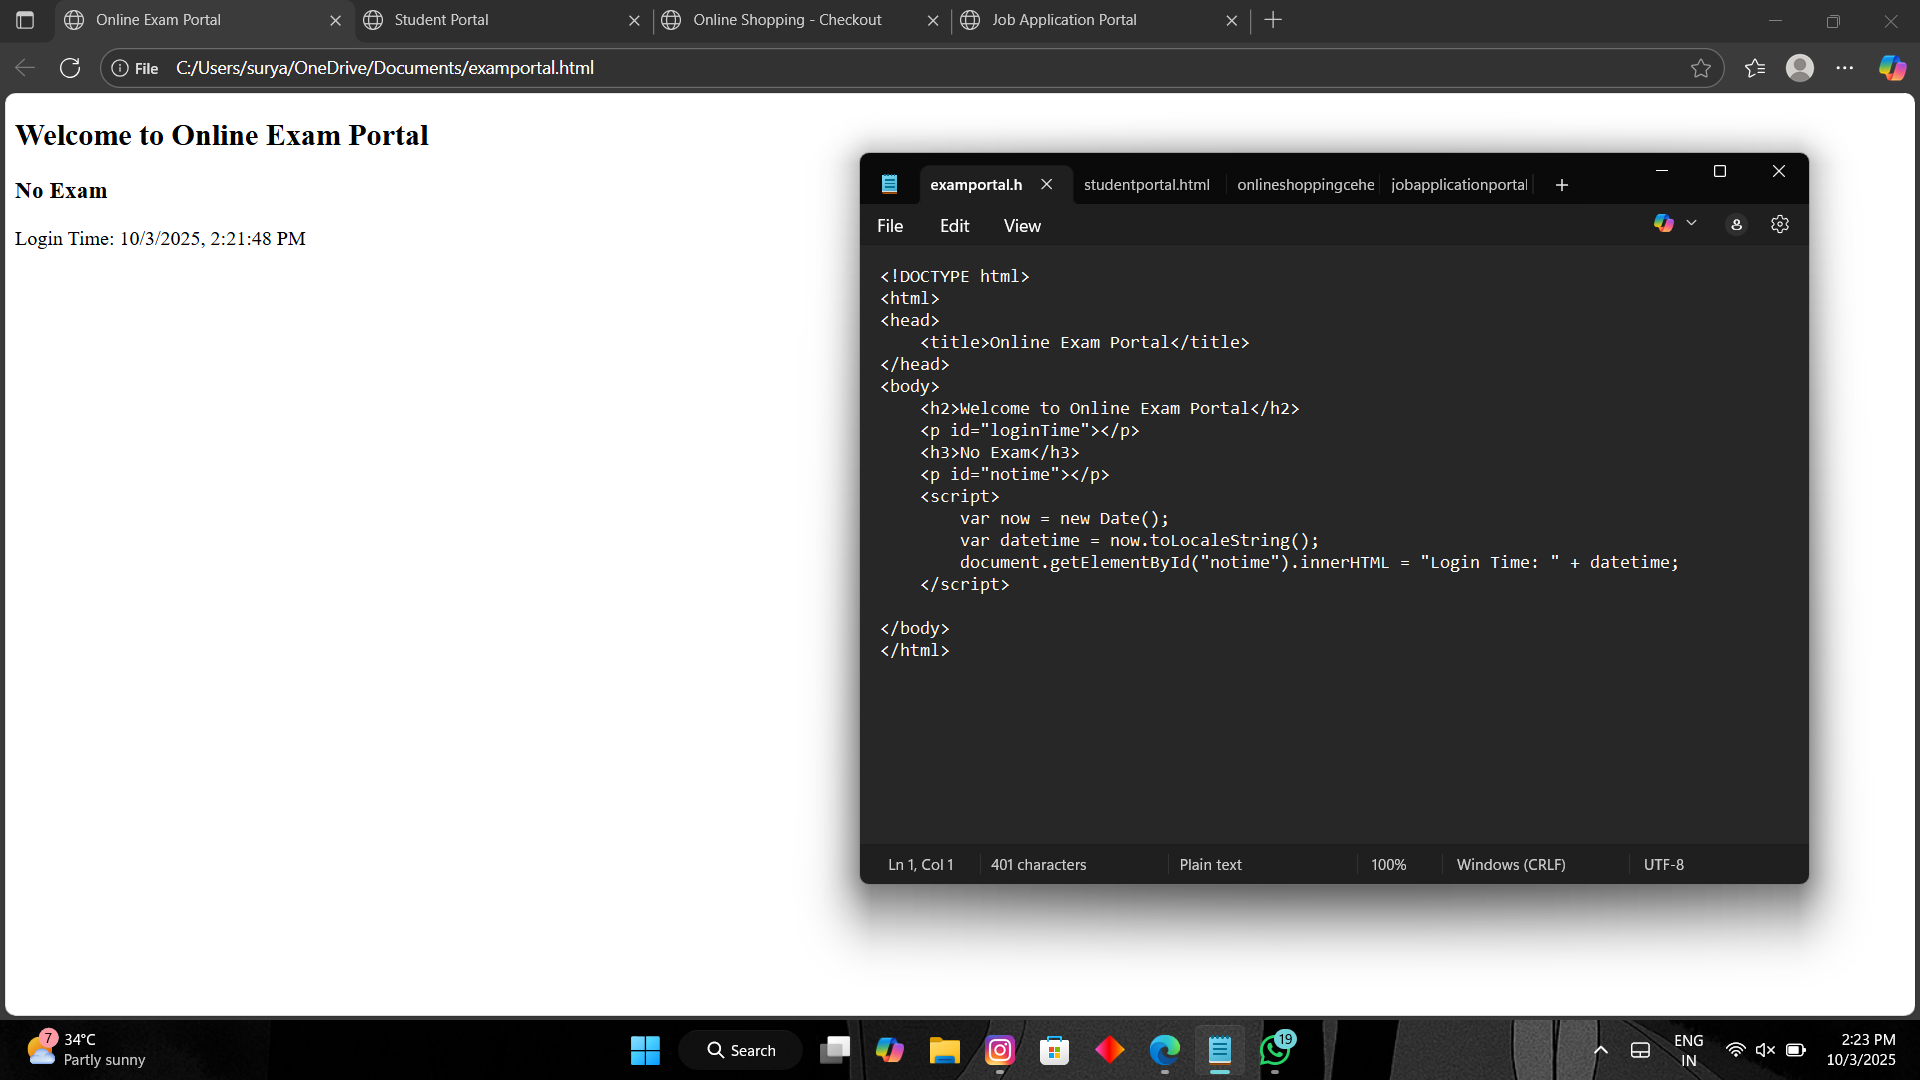 Online Exam Portal
Student Portal
Online Shopping - Checkout
Job Application Portal
File C:/Users/surya/OneDrive/Documents/examportal.html
Welcome to Online Exam Portal
No Exam
Login Time: 10/3/2025, 2:21:48 PM
examportal.h
studentportal.html
onlineshoppingcehe
jobapplicationportal
File Edit View
<!DOCTYPE html>
<html>
<head>
    <title>Online Exam Portal</title>
</head>
<body>
    <h2>Welcome to Online Exam Portal</h2>
    <p id="loginTime"></p>
    <h3>No Exam</h3>
    <p id="notime"></p>
    <script>
        var now = new Date();
        var datetime = now.toLocaleString();
        document.getElementById("notime").innerHTML = "Login Time: " + datetime;
    </script>
</body>
</html>
Ln 1, Col 1
401 characters
Plain text
100%
Windows (CRLF)
UTF-8
7
34°C
Partly sunny
Search
19
ENG
IN
2:23 PM
10/3/2025